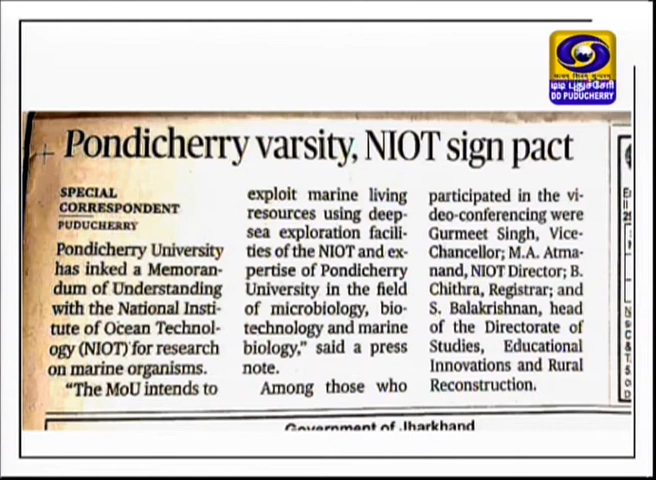 டிடி புதுச்சேரி
DD PUDUCHERRY
Pondicherry varsity, NIOT sign pact
SPECIAL
CORRESPONDENT
PUDUCHERRY
Pondicherry University
has inked a Memoran-
dum of Understanding
with the National Insti-
tute of Ocean Technol-
ogy (NIOT) for research
on marine organisms.
"The MoU intends to
exploit marine living
resources using deep-
sea exploration facili-
ties of the NIOT and ex-
pertise of Pondicherry
University in the field
of microbiology, bio-
technology and marine
biology," said a press
note.
Among those who
participated in the vi-
deo-conferencing were
Gurmeet Singh, Vice-
Chancellor; M.A. Atma-
nand, NIOT Director; B.
Chithra, Registrar; and
S. Balakrishnan, head
of the Directorate of
Studies, Educational
Innovations and Rural
Reconstruction.
Government of Jharkhand